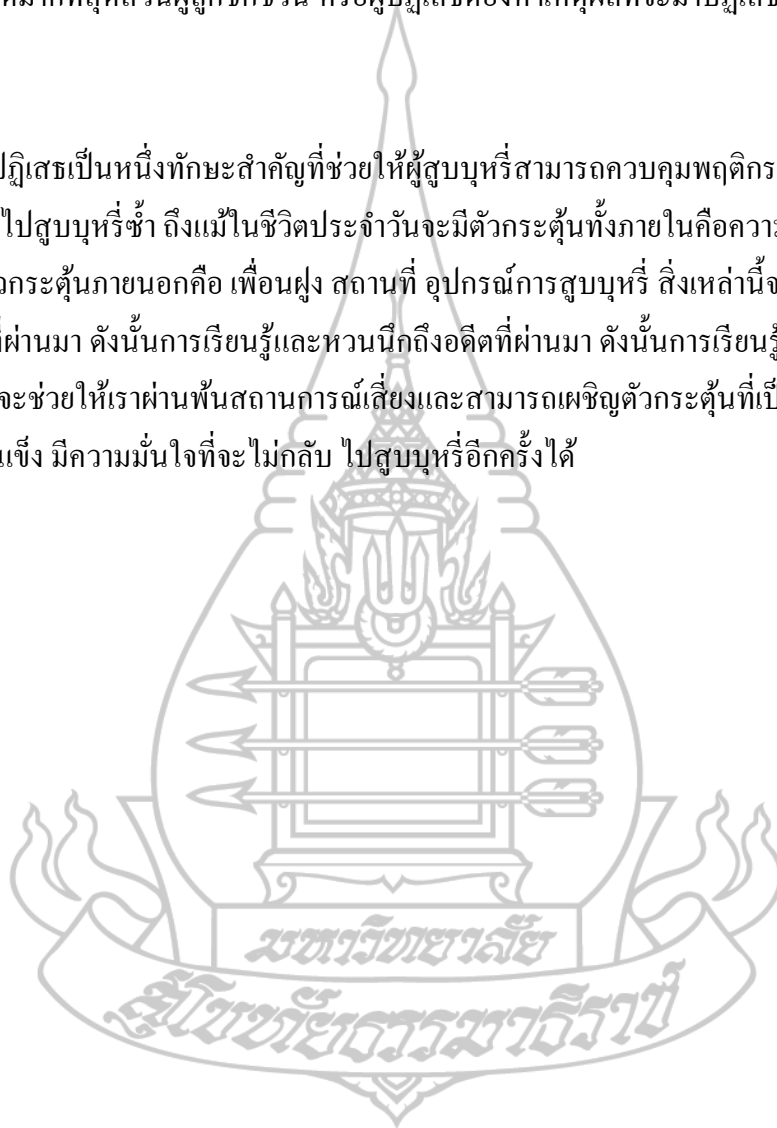 ปฏิเสธเป็นหนึ่งทักษะสำคัญที่ช่วยให้ผู้สูบบุหรี่สามารถควบคุมพฤติกร
ไปสูบบุหรี่ซ้ำ ถึงแม้ในชีวิตประจำวันจะมีตัวกระตุ้นทั้งภายในคือควา
วกระตุ้นภายนอกคือ เพื่อนฝูง สถานที่ อุปกรณ์การสูบบุหรี่ สิ่งเหล่านี้จ
ที่ผ่านมา ดังนั้นการเรียนรู้และหวนนึกถึงอดีตที่ผ่านมา ดังนั้นการเรียนรู้
จะช่วยให้เราผ่านพ้นสถานการณ์เสี่ยงและสามารถเผชิญตัวกระตุ้นที่เป็
แข็ง มีความมั่นใจที่จะไม่กลับ ไปสูบบุหรี่อีกครั้งได้
มหาวิทยาลัย
สุโขทัยธรรมาธิราช